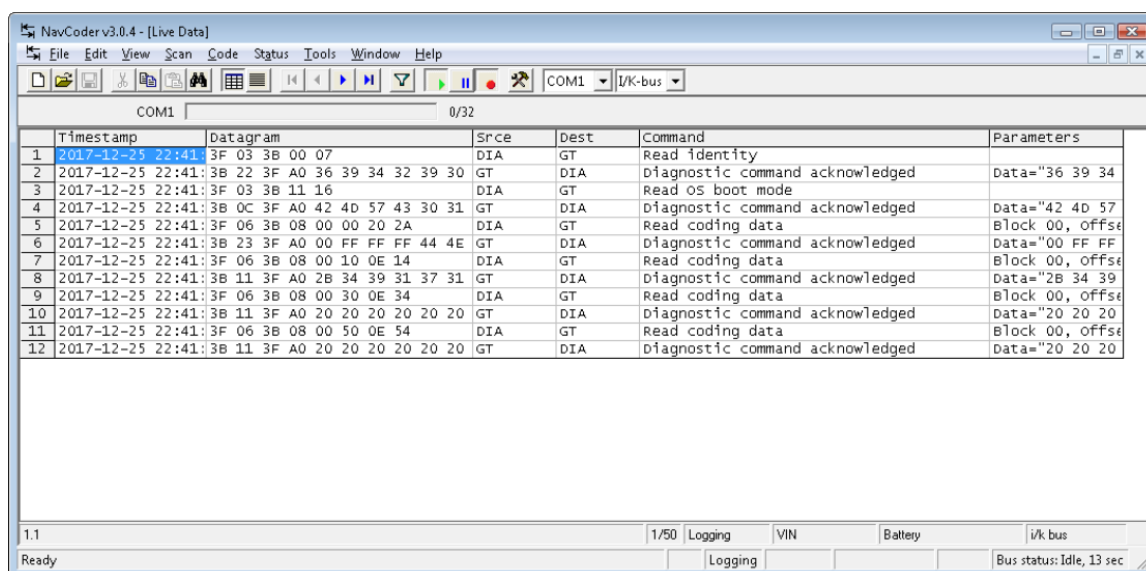 NavCoder v3.0.4 - [Live Data]
File Edit View Scan Code Status Tools Window Help
COM1 I/K-bus
COM1 0/32
Timestamp Datagram Srce Dest Command Parameters
1 2017-12-25 22:41: 3F 03 3B 00 07 DIA GT Read identity
2 2017-12-25 22:41: 3B 22 3F A0 36 39 34 32 39 30 GT DIA Diagnostic command acknowledged Data="36 39 34
3 2017-12-25 22:41: 3F 03 3B 11 16 DIA GT Read OS boot mode
4 2017-12-25 22:41: 3B 0C 3F A0 42 4D 57 43 30 31 GT DIA Diagnostic command acknowledged Data="42 4D 57
5 2017-12-25 22:41: 3F 06 3B 08 00 00 20 2A DIA GT Read coding data Block 00, Offse
6 2017-12-25 22:41: 3B 23 3F A0 00 FF FF FF 44 4E GT DIA Diagnostic command acknowledged Data="00 FF FF
7 2017-12-25 22:41: 3F 06 3B 08 00 10 0E 14 DIA GT Read coding data Block 00, Offse
8 2017-12-25 22:41: 3B 11 3F A0 2B 34 39 31 37 31 GT DIA Diagnostic command acknowledged Data="2B 34 39
9 2017-12-25 22:41: 3F 06 3B 08 00 30 0E 34 DIA GT Read coding data Block 00, Offse
10 2017-12-25 22:41: 3B 11 3F A0 20 20 20 20 20 20 GT DIA Diagnostic command acknowledged Data="20 20 20
11 2017-12-25 22:41: 3F 06 3B 08 00 50 0E 54 DIA GT Read coding data Block 00, Offse
12 2017-12-25 22:41: 3B 11 3F A0 20 20 20 20 20 20 GT DIA Diagnostic command acknowledged Data="20 20 20
1.1 1/50 Logging VIN Battery i/k bus
Ready Logging Bus status: Idle, 13 sec